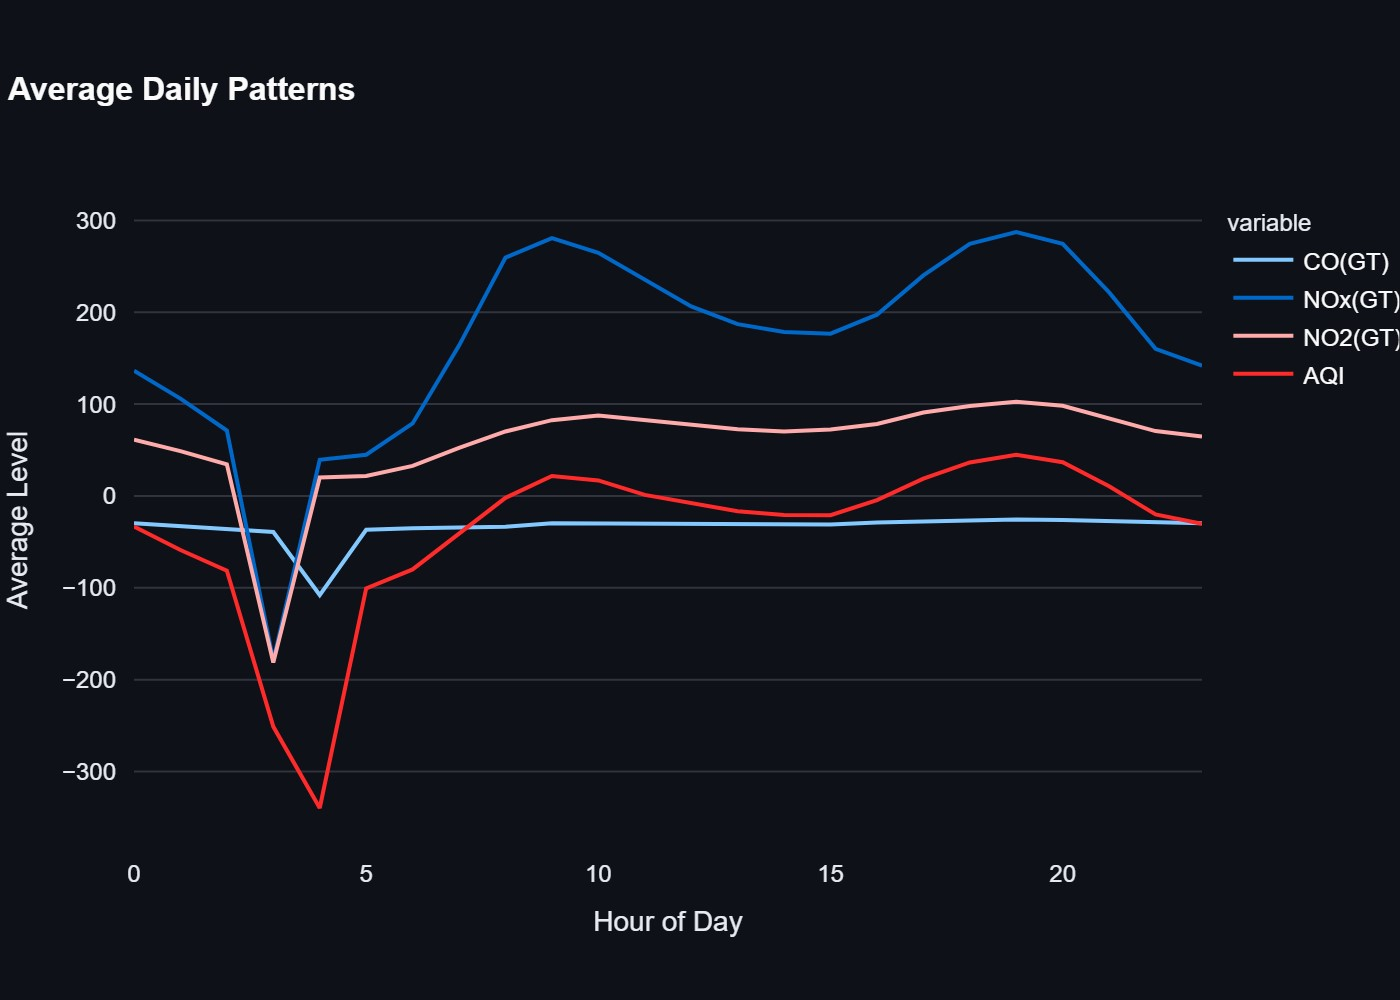 Average Daily Patterns
variable
CO(GT)
NOx(GT)
NO2(GT)
AQI
Average Level
300
200
100
0
−100
−200
−300
0 5 10 15 20
Hour of Day